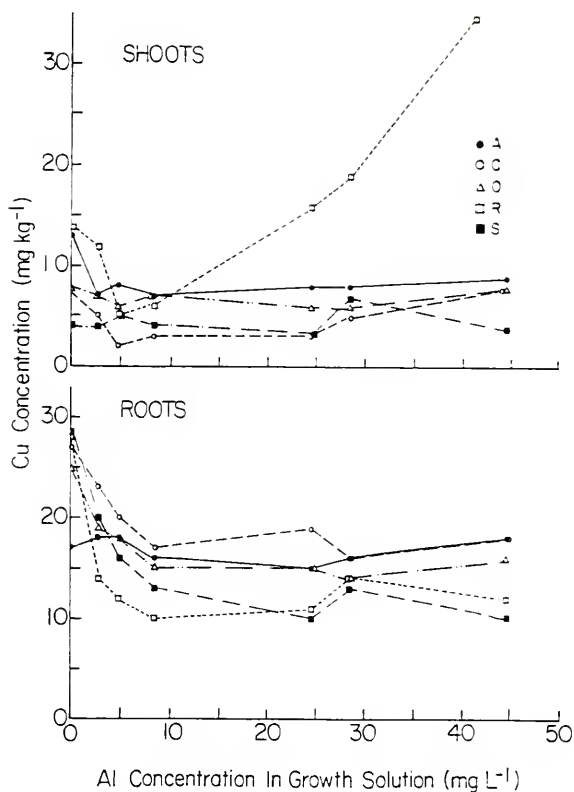 SHOOTS
30
20
10
0
A
C
O
R
S
Cu Concentration (mg kg⁻¹)
ROOTS
30
20
10
0
0 10 20 30 40 50
Al Concentration In Growth Solution (mg L⁻¹)